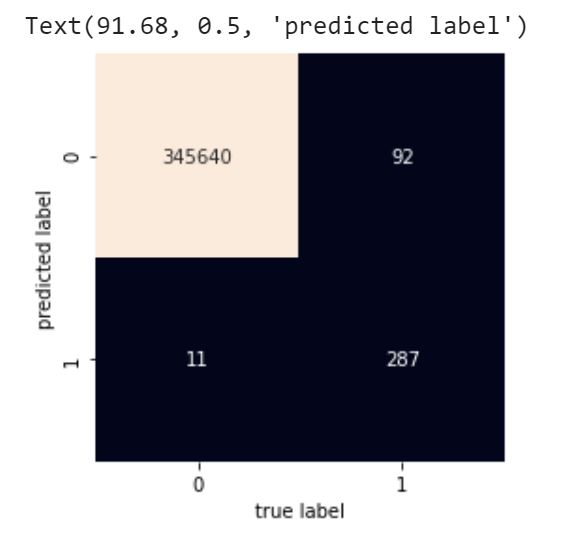 Text(91.68, 0.5, 'predicted label')
0
345640
92
predicted label
1
11
287
0
1
true label